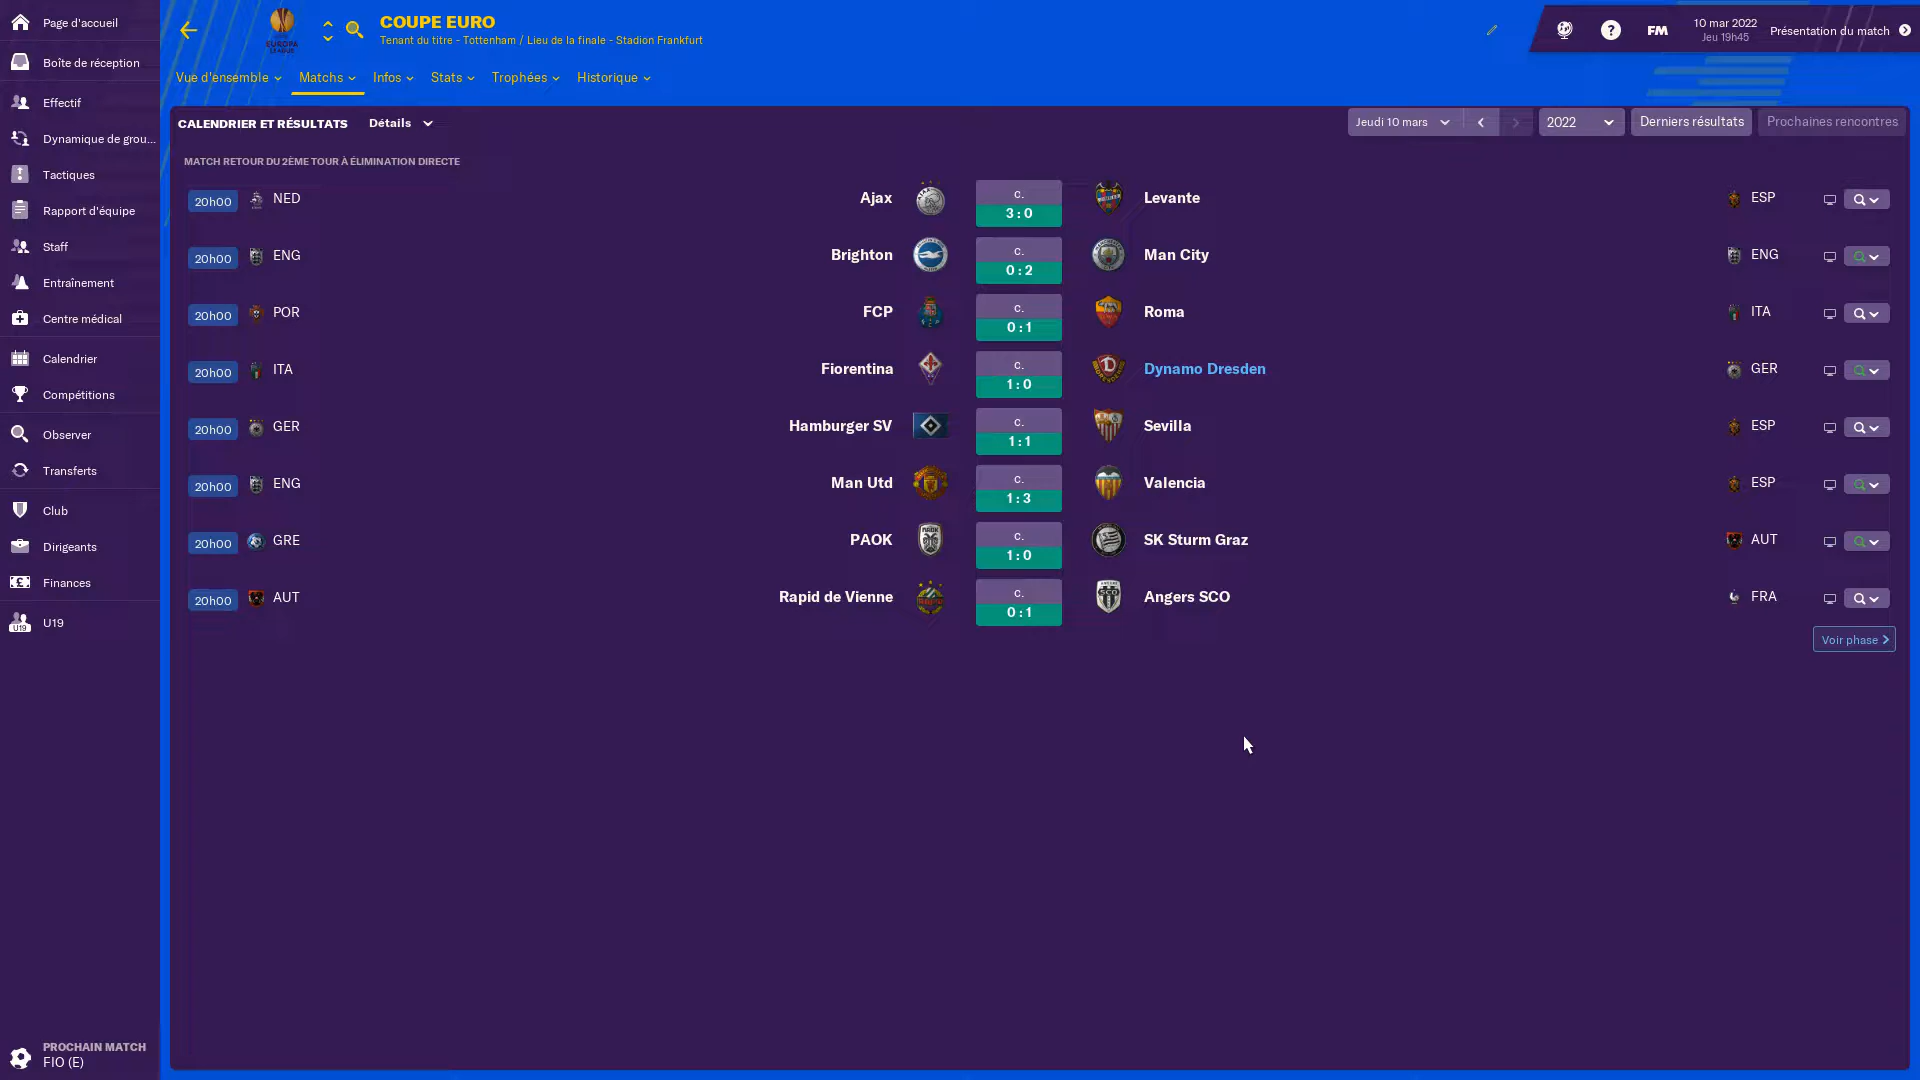 Page d'accueil
Boîte de réception
Effectif
Dynamique de grou...
Tactiques
Rapport d'équipe
Staff
Entraînement
Centre médical
Calendrier
Compétitions
Observer
Transferts
Club
Dirigeants
Finances
U19
U19
PROCHAIN MATCH
FIO (E)
EUROPA
LEAGUE
COUPE EURO
Tenant du titre - Tottenham / Lieu de la finale - Stadion Frankfurt
FM
10 mar 2022
Jeu 19h45
Présentation du match
Vue d'ensemble Matchs Infos Stats Trophées Historique
CALENDRIER ET RÉSULTATS Détails
Jeudi 10 mars 2022 Derniers résultats Prochaines rencontres
MATCH RETOUR DU 2ÈME TOUR À ÉLIMINATION DIRECTE
20h00 NED Ajax c. 3 : 0 Levante ESP
20h00 ENG Brighton c. 0 : 2 Man City ENG
20h00 POR FCP c. 0 : 1 Roma ITA
20h00 ITA Fiorentina c. 1 : 0 Dynamo Dresden GER
20h00 GER Hamburger SV c. 1 : 1 Sevilla ESP
20h00 ENG Man Utd c. 1 : 3 Valencia ESP
20h00 GRE PAOK c. 1 : 0 SK Sturm Graz AUT
20h00 AUT Rapid de Vienne c. 0 : 1 Angers SCO FRA
Voir phase